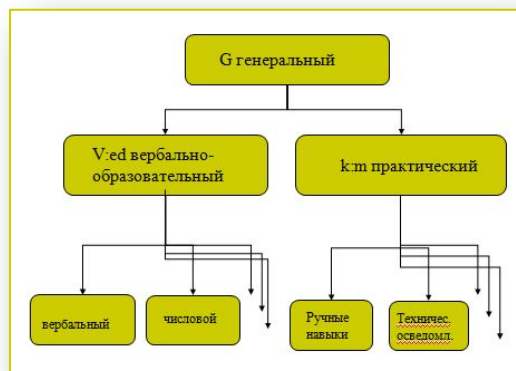 G генеральный
V:ed вербально-
образовательный
k:m практический
вербальный
числовой
Ручные
навыки
Техничес.
осведомл.